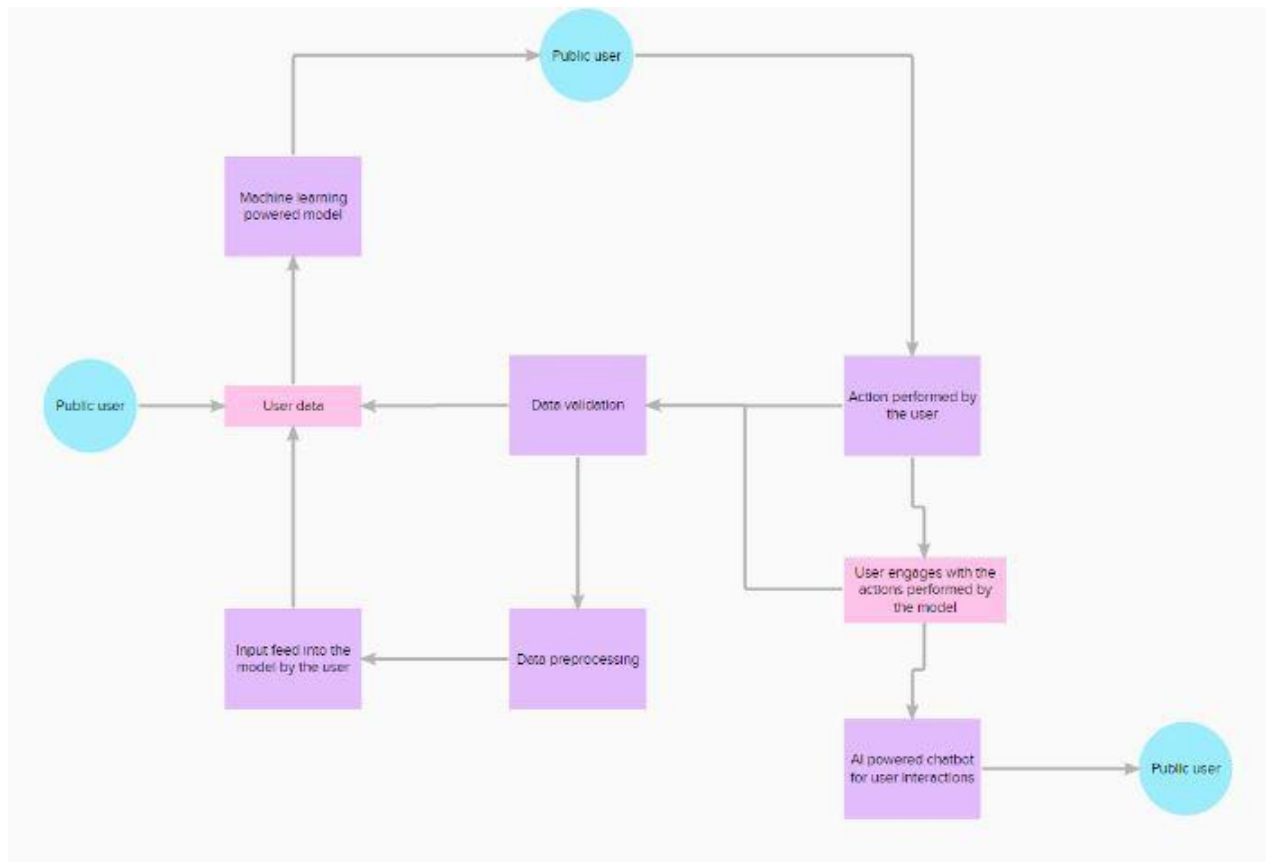 Public user
Machine learning
powered model
Public user
User data
Data validation
Action performed by
the user
User engages with the
actions performed by
the model
Input feed into the
model by the user
Data preprocessing
AI powered chatbot
for user interactions
Public user